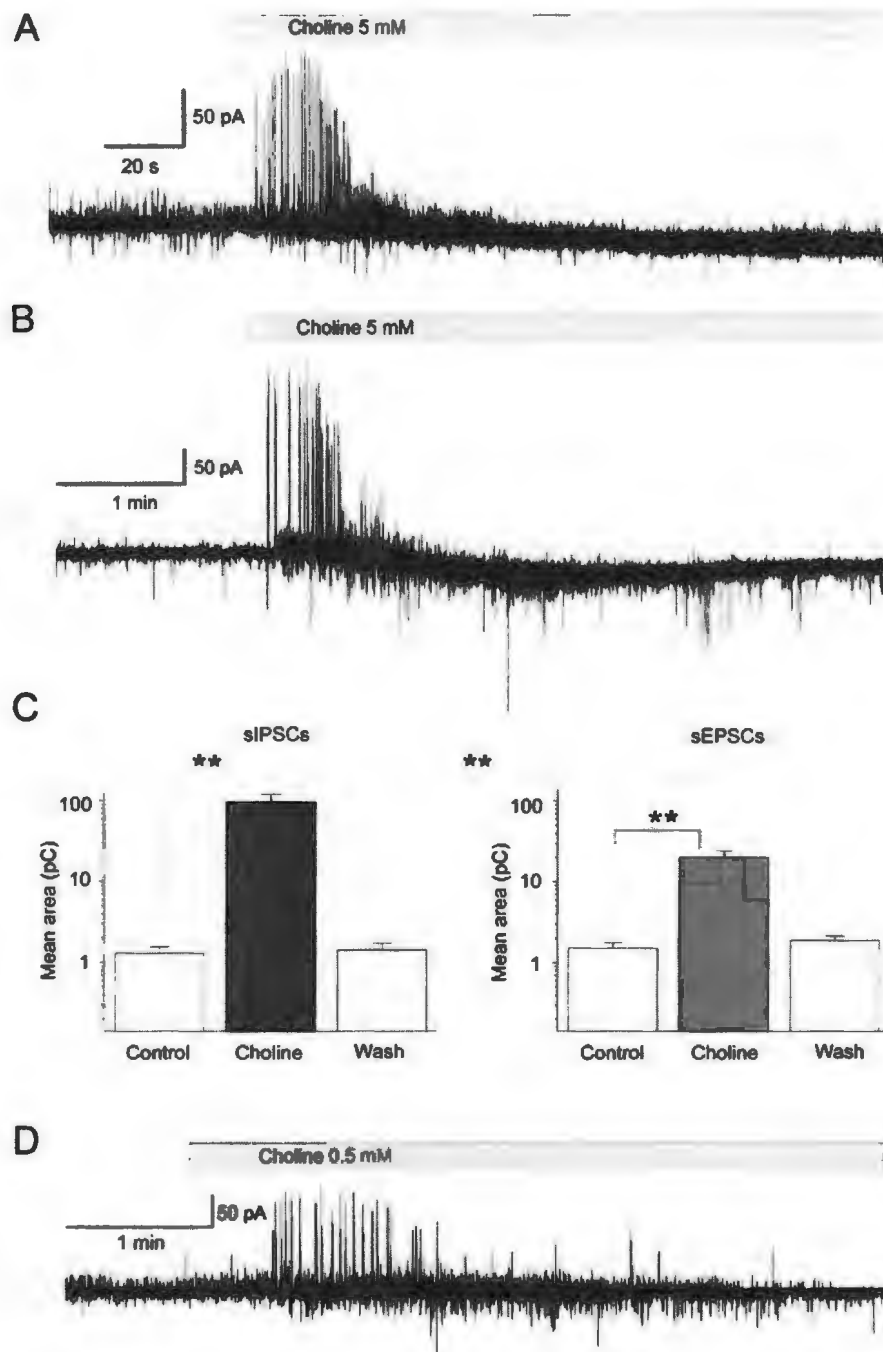 A
Choline 5 mM
50 pA
20 s
B
Choline 5 mM
50 pA
1 min
C
sIPSCs
sEPSCs
**
**
**
Mean area (pC)
100
10
1
Control
Choline
Wash
Mean area (pC)
100
10
1
Control
Choline
Wash
D
Choline 0.5 mM
50 pA
1 min